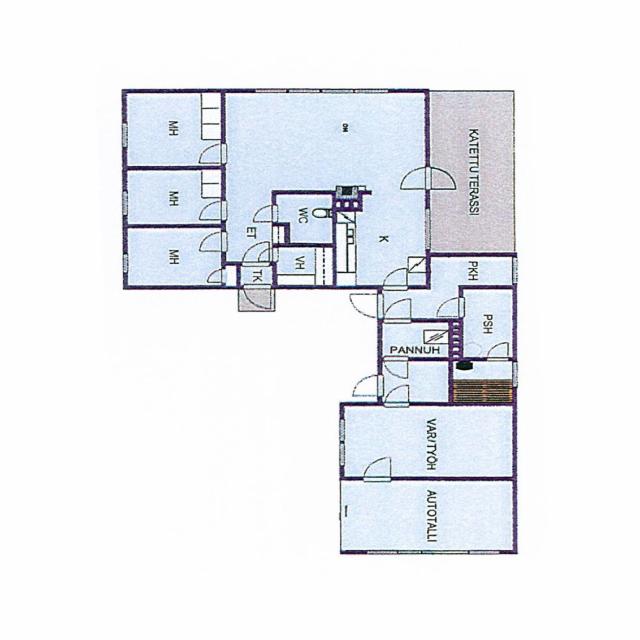 MH
OH
KATETTU TERASSI
MH
WC
ET
K
MH
VH
TK
PKH
PSH
PANNUH
VAR/TYÖH
AUTOTALLI